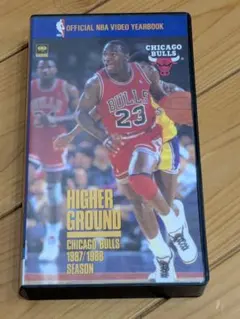 OFFICIAL NBA VIDEO YEARBOOK
CHICAGO
BULLS
BULLS
23
HIGHER
GROUND
CHICAGO BULLS
1987/1988
SEASON